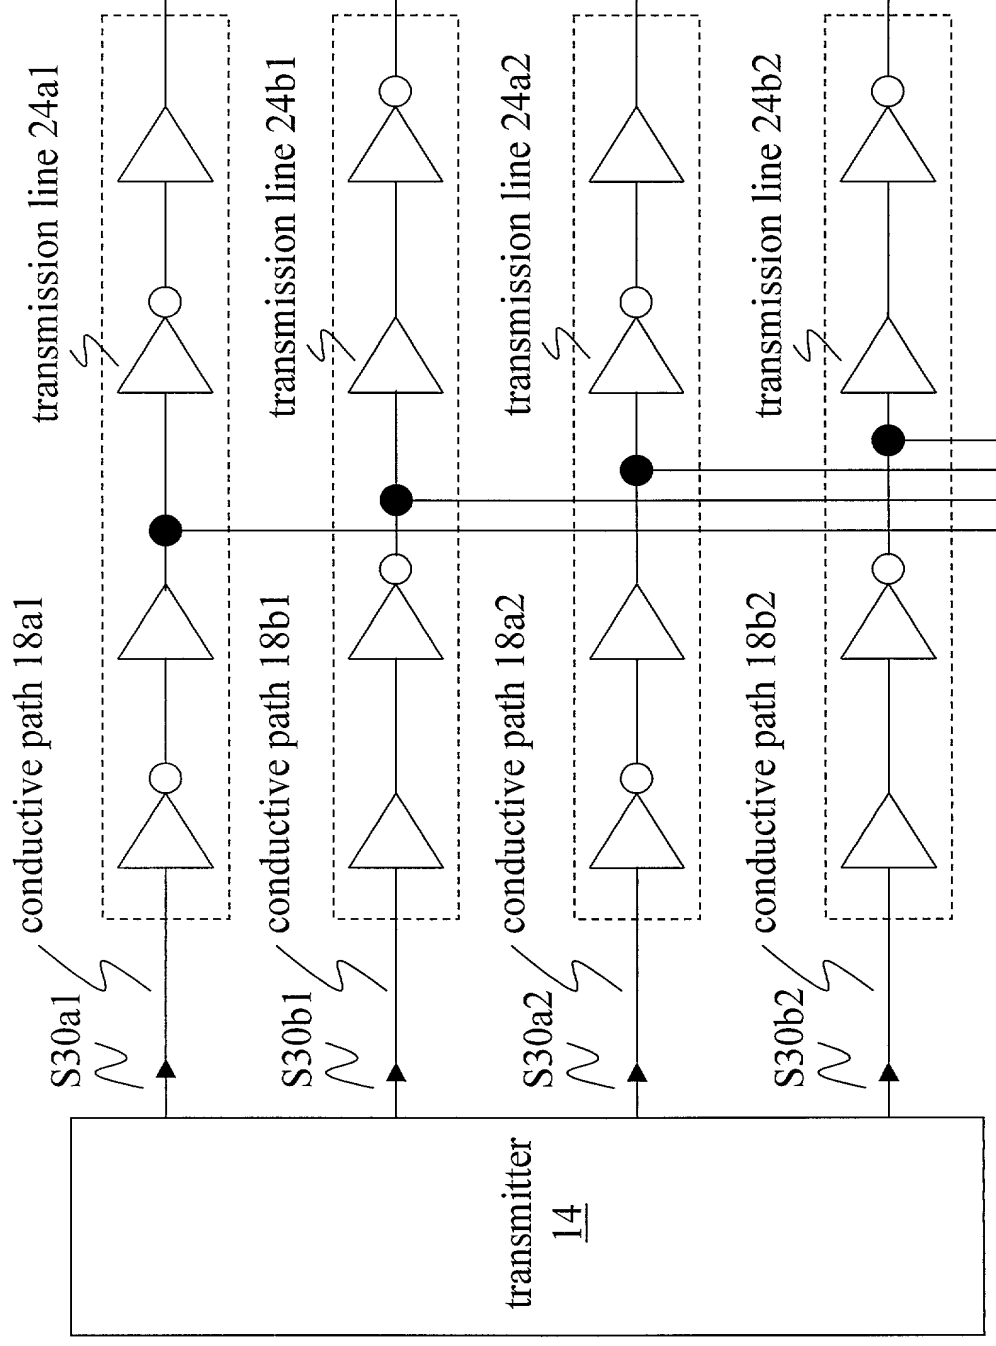 transmission line 24a1
transmission line 24b1
transmission line 24a2
transmission line 24b2
conductive path 18a1
conductive path 18b1
conductive path 18a2
conductive path 18b2
S30a1
S30b1
S30a2
S30b2
transmitter
14